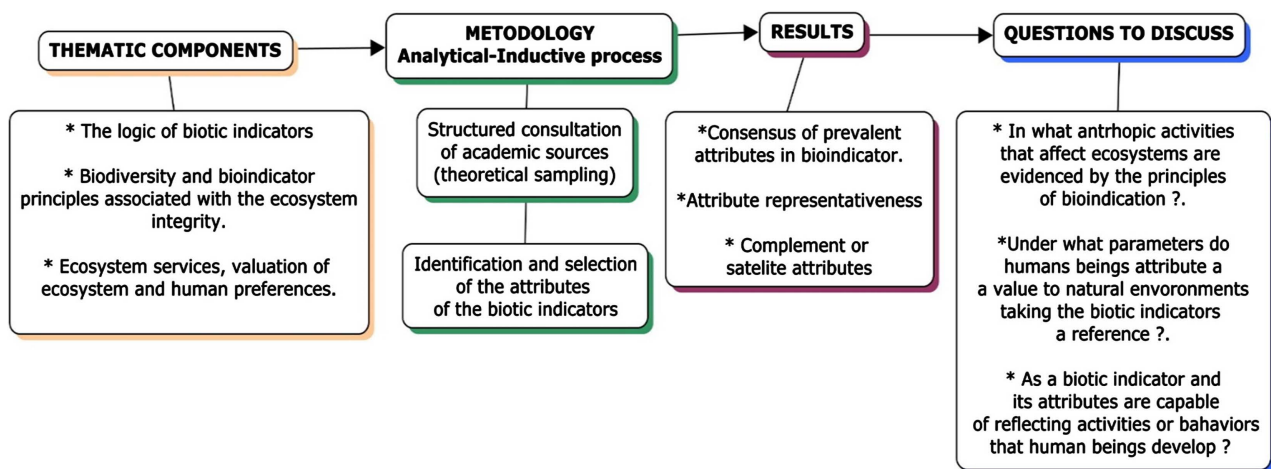 THEMATIC COMPONENTS
* The logic of biotic indicators
* Biodiversity and bioindicator
principles associated with the ecosystem
integrity.
* Ecosystem services, valuation of
ecosystem and human preferences.
METODOLOGY
Analytical-Inductive process
Structured consultation
of academic sources
(theoretical sampling)
Identification and selection
of the attributes
of the biotic indicators
RESULTS
*Consensus of prevalent
attributes in bioindicator.
*Attribute representativeness
* Complement or
satelite attributes
QUESTIONS TO DISCUSS
* In what antrhopic activities
that affect ecosystems are
evidenced by the principles
of bioindication ?.
*Under what parameters do
humans beings attribute a
a value to natural envoronments
taking the biotic indicators
a reference ?.
* As a biotic indicator and
its attributes are capable
of reflecting activities or bahaviors
that human beings develop ?